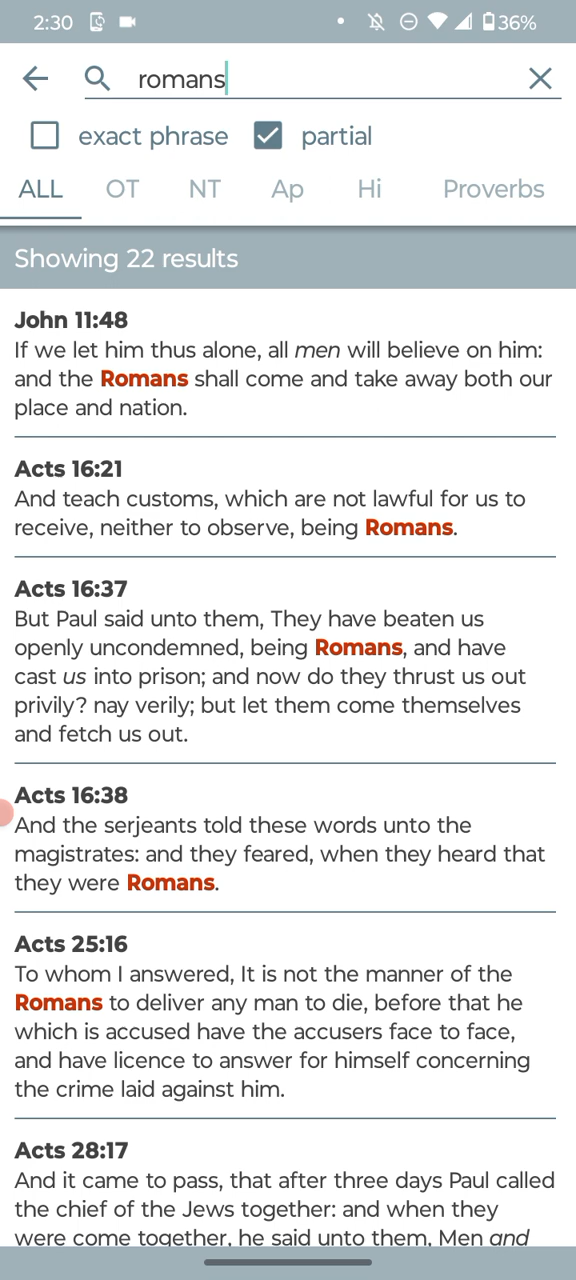 2:30
36%
romans
exact phrase
partial
ALL OT NT Ap Hi Proverbs
Showing 22 results
John 11:48
If we let him thus alone, all men will believe on him:
and the Romans shall come and take away both our
place and nation.
Acts 16:21
And teach customs, which are not lawful for us to
receive, neither to observe, being Romans.
Acts 16:37
But Paul said unto them, They have beaten us
openly uncondemned, being Romans, and have
cast us into prison; and now do they thrust us out
privily? nay verily; but let them come themselves
and fetch us out.
Acts 16:38
And the serjeants told these words unto the
magistrates: and they feared, when they heard that
they were Romans.
Acts 25:16
To whom I answered, It is not the manner of the
Romans to deliver any man to die, before that he
which is accused have the accusers face to face,
and have licence to answer for himself concerning
the crime laid against him.
Acts 28:17
And it came to pass, that after three days Paul called
the chief of the Jews together: and when they
were come together, he said unto them, Men and